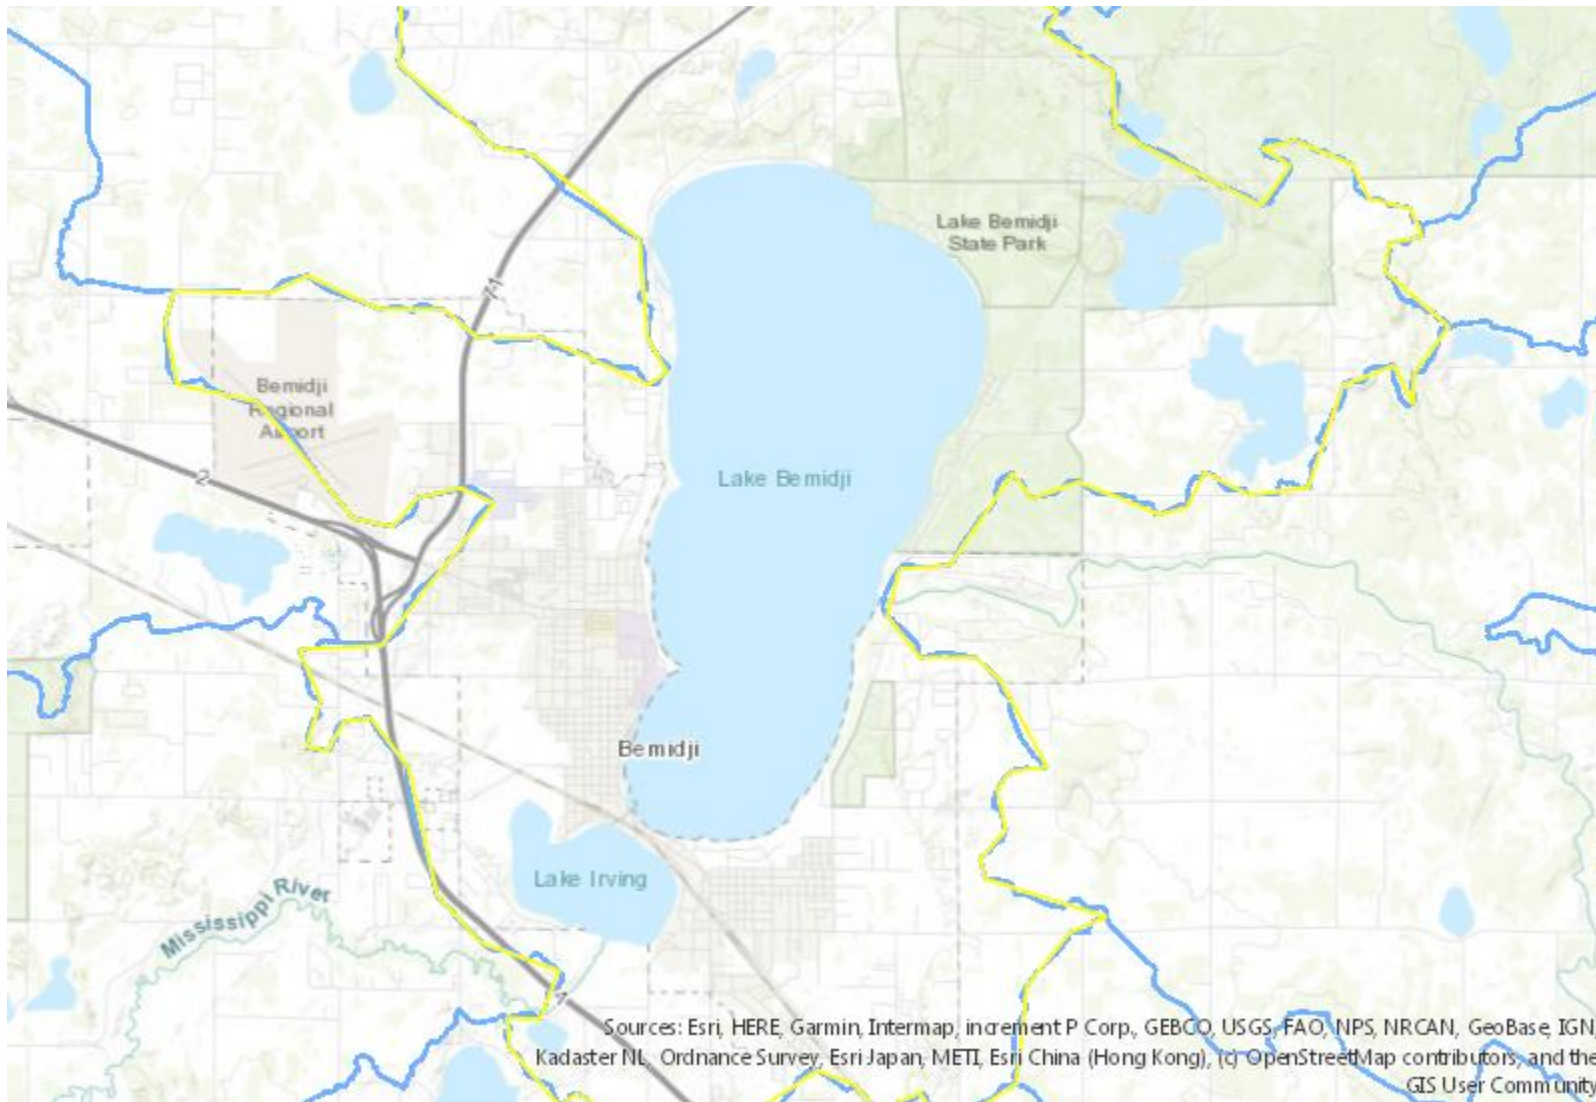 Lake Bemidji
State Park
71
Bemidji
Regional
Airport
2
Lake Bemidji
Bemidji
Lake Irving
Mississippi River
Sources: Esri, HERE, Garmin, Intermap, increment P Corp., GEBCO, USGS, FAO, NPS, NRCAN, GeoBase, IGN,
Kadaster NL, Ordnance Survey, Esri Japan, METI, Esri China (Hong Kong), (c) OpenStreetMap contributors, and the
GIS User Community